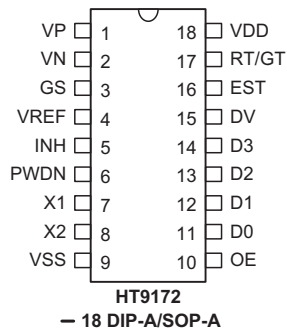 VP 1 18 VDD
VN 2 17 RT/GT
GS 3 16 EST
VREF 4 15 DV
INH 5 14 D3
PWDN 6 13 D2
X1 7 12 D1
X2 8 11 D0
VSS 9 10 OE
HT9172
– 18 DIP-A/SOP-A